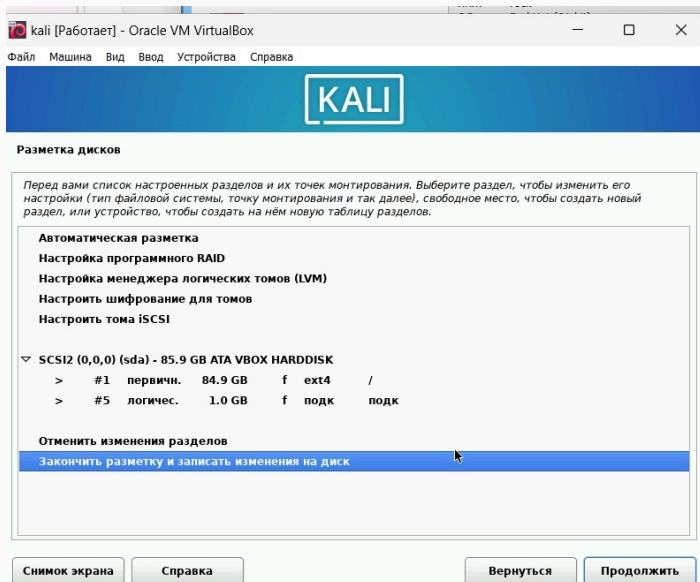 kali [Работает] - Oracle VM VirtualBox
Файл Машина Вид Ввод Устройства Справка
KALI
Разметка дисков
Перед вами список настроенных разделов и их точек монтирования. Выберите раздел, чтобы изменить его
настройки (тип файловой системы, точку монтирования и так далее), свободное место, чтобы создать новый
раздел, или устройство, чтобы создать на нём новую таблицу разделов.
Автоматическая разметка
Настройка программного RAID
Настройка менеджера логических томов (LVM)
Настроить шифрование для томов
Настроить тома iSCSI
SCSI2 (0,0,0) (sda) - 85.9 GB ATA VBOX HARDDISK
> #1 первичн. 84.9 GB f ext4 /
> #5 логичес. 1.0 GB f подк подк
Отменить изменения разделов
Закончить разметку и записать изменения на диск
Снимок экрана Справка Вернуться Продолжить